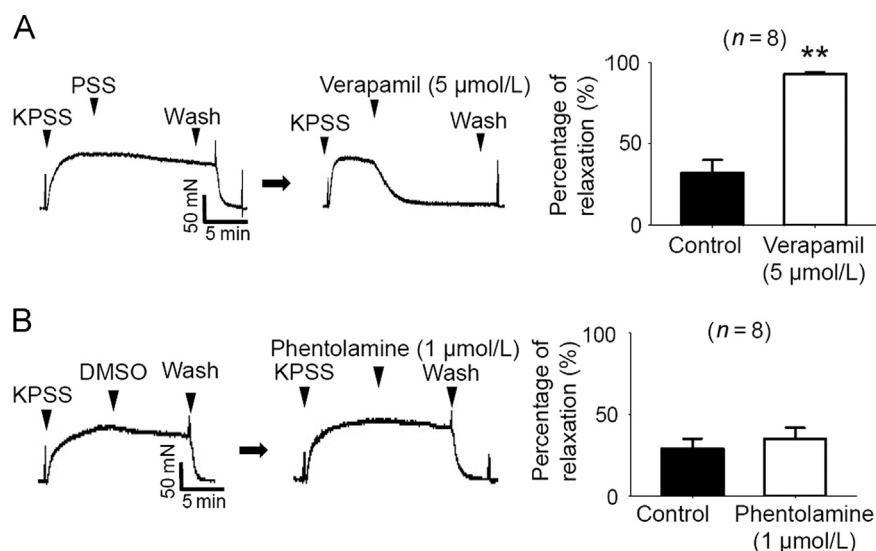 A
PSS
KPSS
Wash
50 mN
5 min
Verapamil (5 μmol/L)
KPSS
Wash
(n = 8)
**
Percentage of
relaxation (%)
100
50
0
Control
Verapamil
(5 μmol/L)
B
DMSO
Wash
KPSS
50 mN
5 min
Phentolamine (1 μmol/L)
KPSS
Wash
(n = 8)
Percentage of
relaxation (%)
100
50
0
Control
Phentolamine
(1 μmol/L)